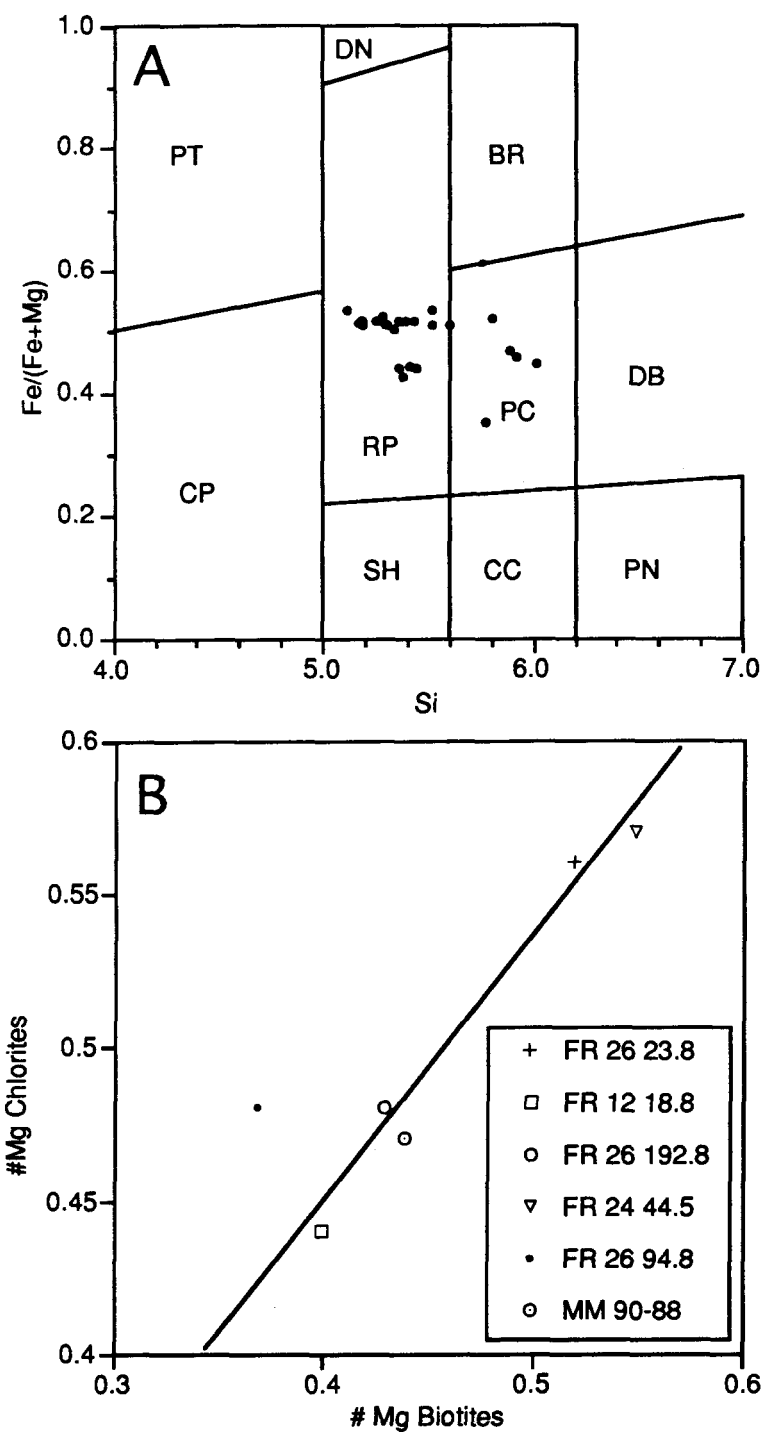 A
1.0
DN
PT
BR
0.8
0.6
Fe/(Fe+Mg)
0.4
DB
PC
RP
CP
0.2
SH
CC
PN
0.0
4.0 5.0 6.0 7.0
Si
B
0.6
0.55
0.5
#Mg Chlorites
0.45
0.4
+ FR 26 23.8
FR 12 18.8
FR 26 192.8
FR 24 44.5
FR 26 94.8
MM 90-88
0.3 0.4 0.5 0.6
# Mg Biotites